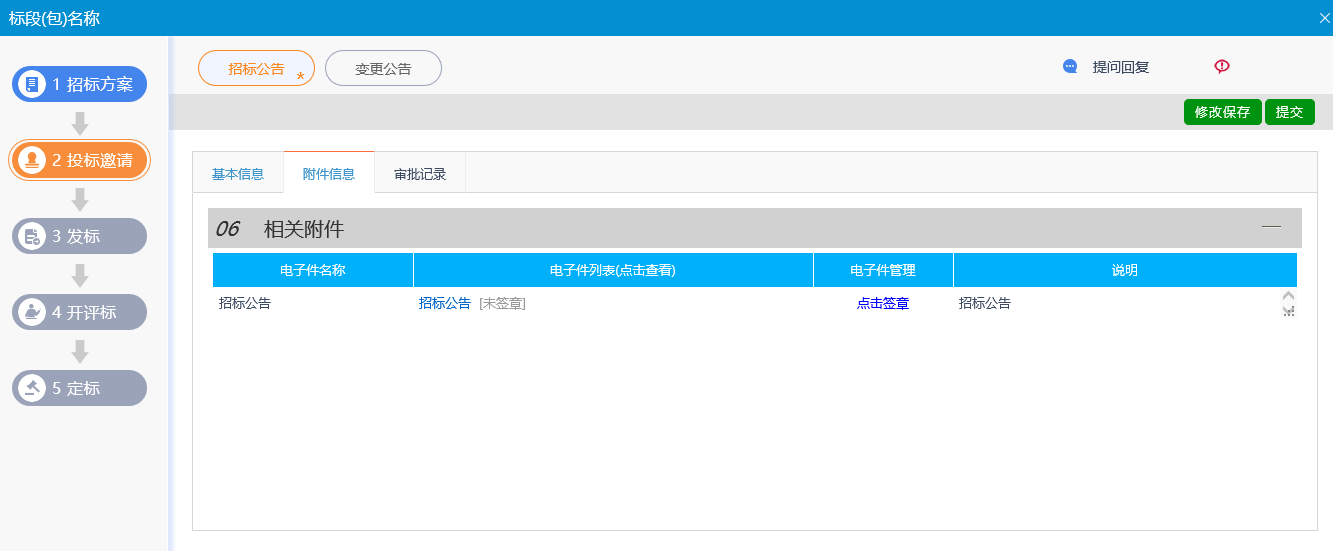 标段(包)名称
1 招标方案
2 投标邀请
3 发标
4 开评标
5 定标
招标公告 *
变更公告
提问回复
修改保存
提交
基本信息
附件信息
审批记录
06 相关附件
电子件名称 电子件列表(点击查看) 电子件管理 说明
招标公告 招标公告 [未签章] 点击签章 招标公告